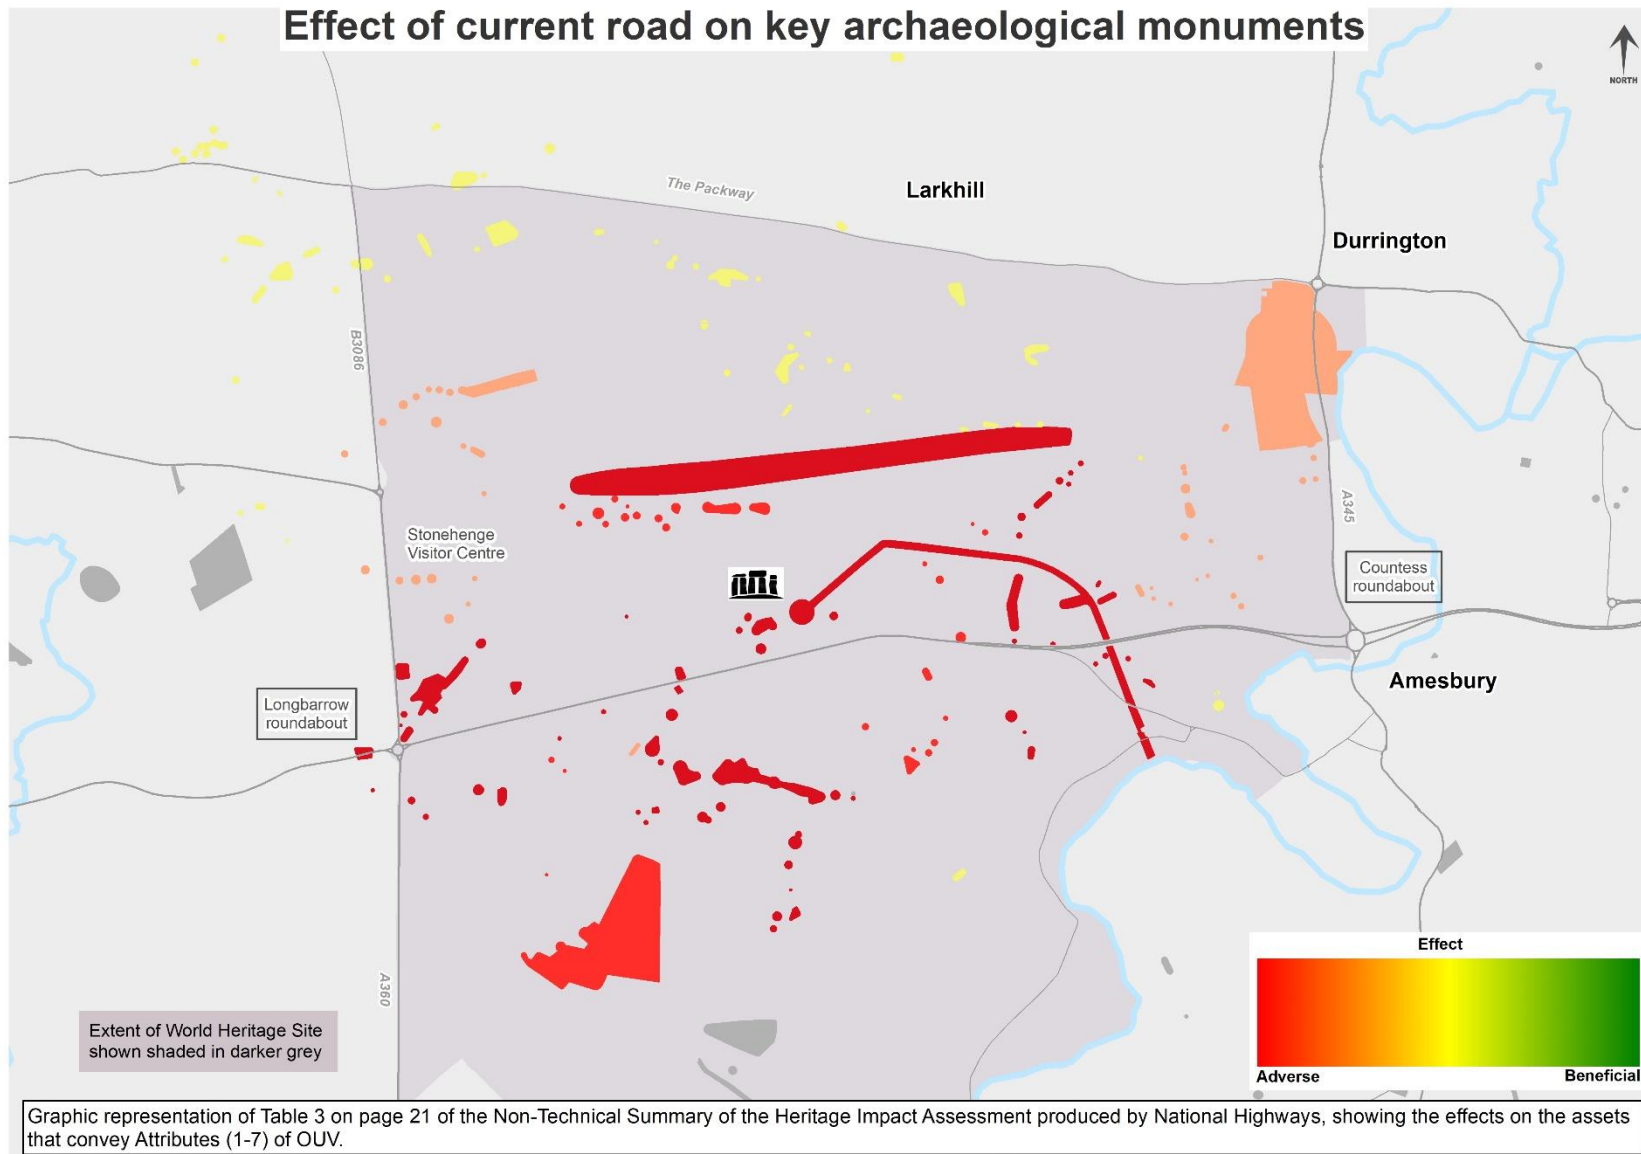 Effect of current road on key archaeological monuments
NORTH
The Packway
Larkhill
Durrington
B3086
A345
Stonehenge
Visitor Centre
Countess
roundabout
Amesbury
Longbarrow
roundabout
A360
Effect
Adverse
Beneficial
Extent of World Heritage Site
shown shaded in darker grey
Graphic representation of Table 3 on page 21 of the Non-Technical Summary of the Heritage Impact Assessment produced by National Highways, showing the effects on the assets
that convey Attributes (1-7) of OUV.